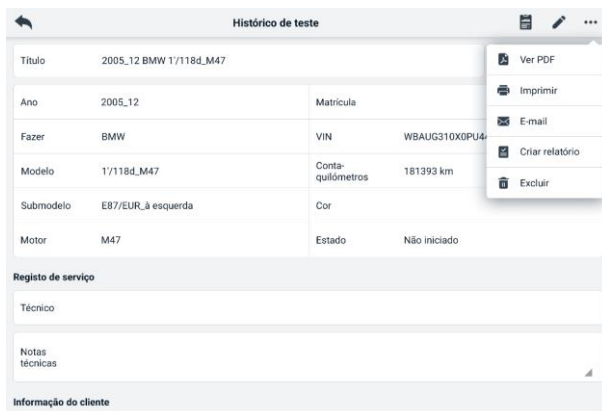 Histórico de teste
Título 2005_12 BMW 1'/118d_M47
Ver PDF
Imprimir
E-mail
Criar relatório
Excluir
Ano 2005_12 Matrícula
Fazer BMW VIN WBAUG310X0PU4
Modelo 1'/118d_M47 Conta-
quilómetros 181393 km
Submodelo E87/EUR_à esquerda Cor
Motor M47 Estado Não iniciado
Registo de serviço
Técnico
Notas
técnicas
Informação do cliente